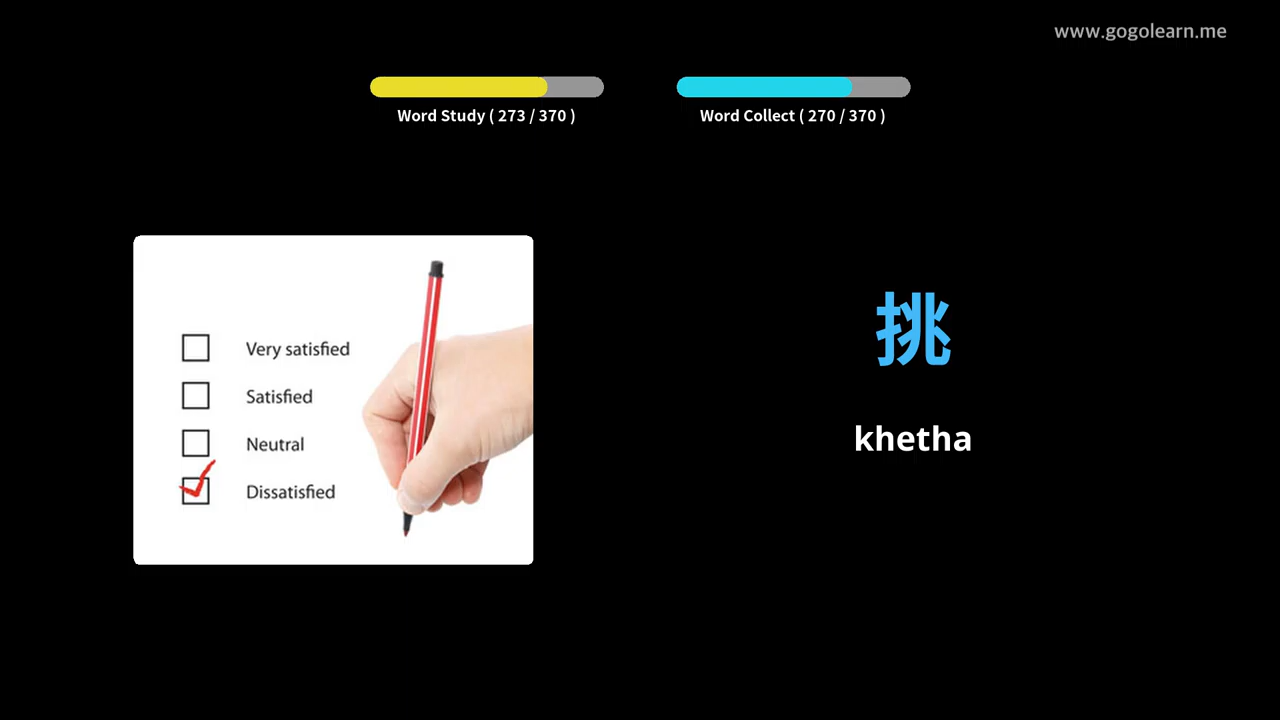 www.gogolearn.me
Word Study ( 273 / 370 )
Word Collect ( 270 / 370 )
Very satisfied
Satisfied
Neutral
Dissatisfied
挑
khetha